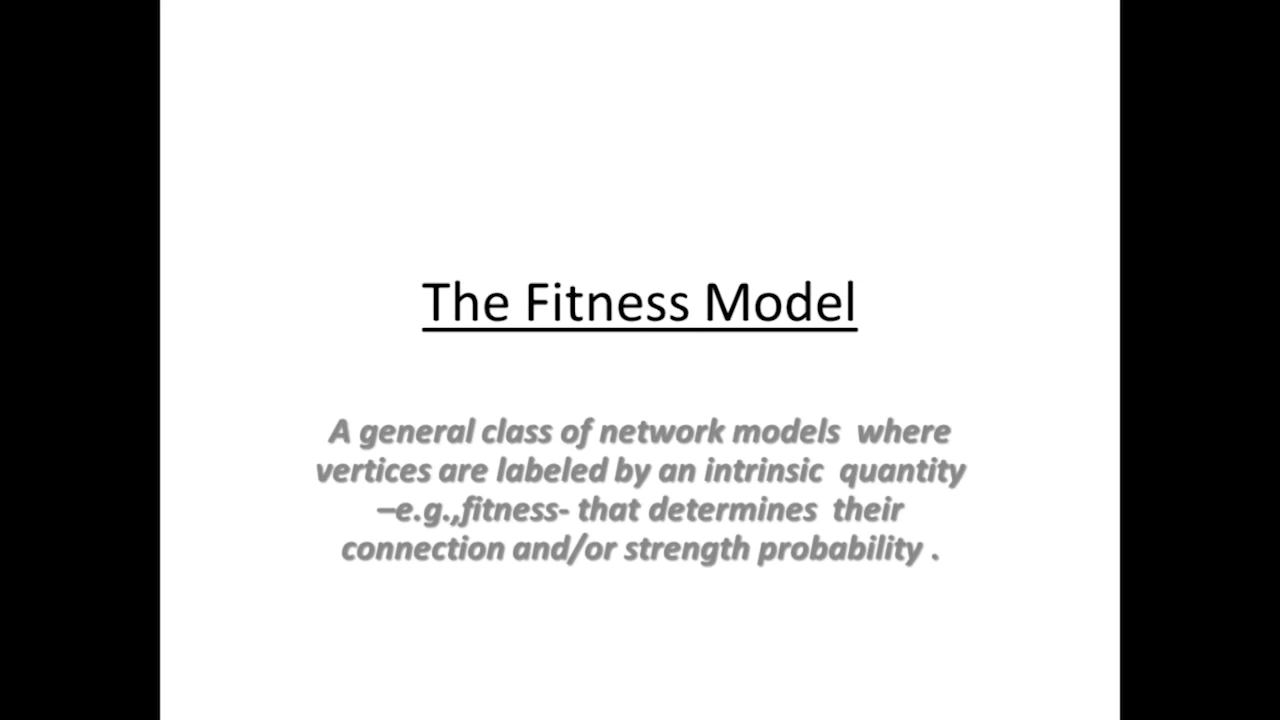 The Fitness Model
A general class of network models where
vertices are labeled by an intrinsic quantity
–e.g.,fitness- that determines their
connection and/or strength probability .